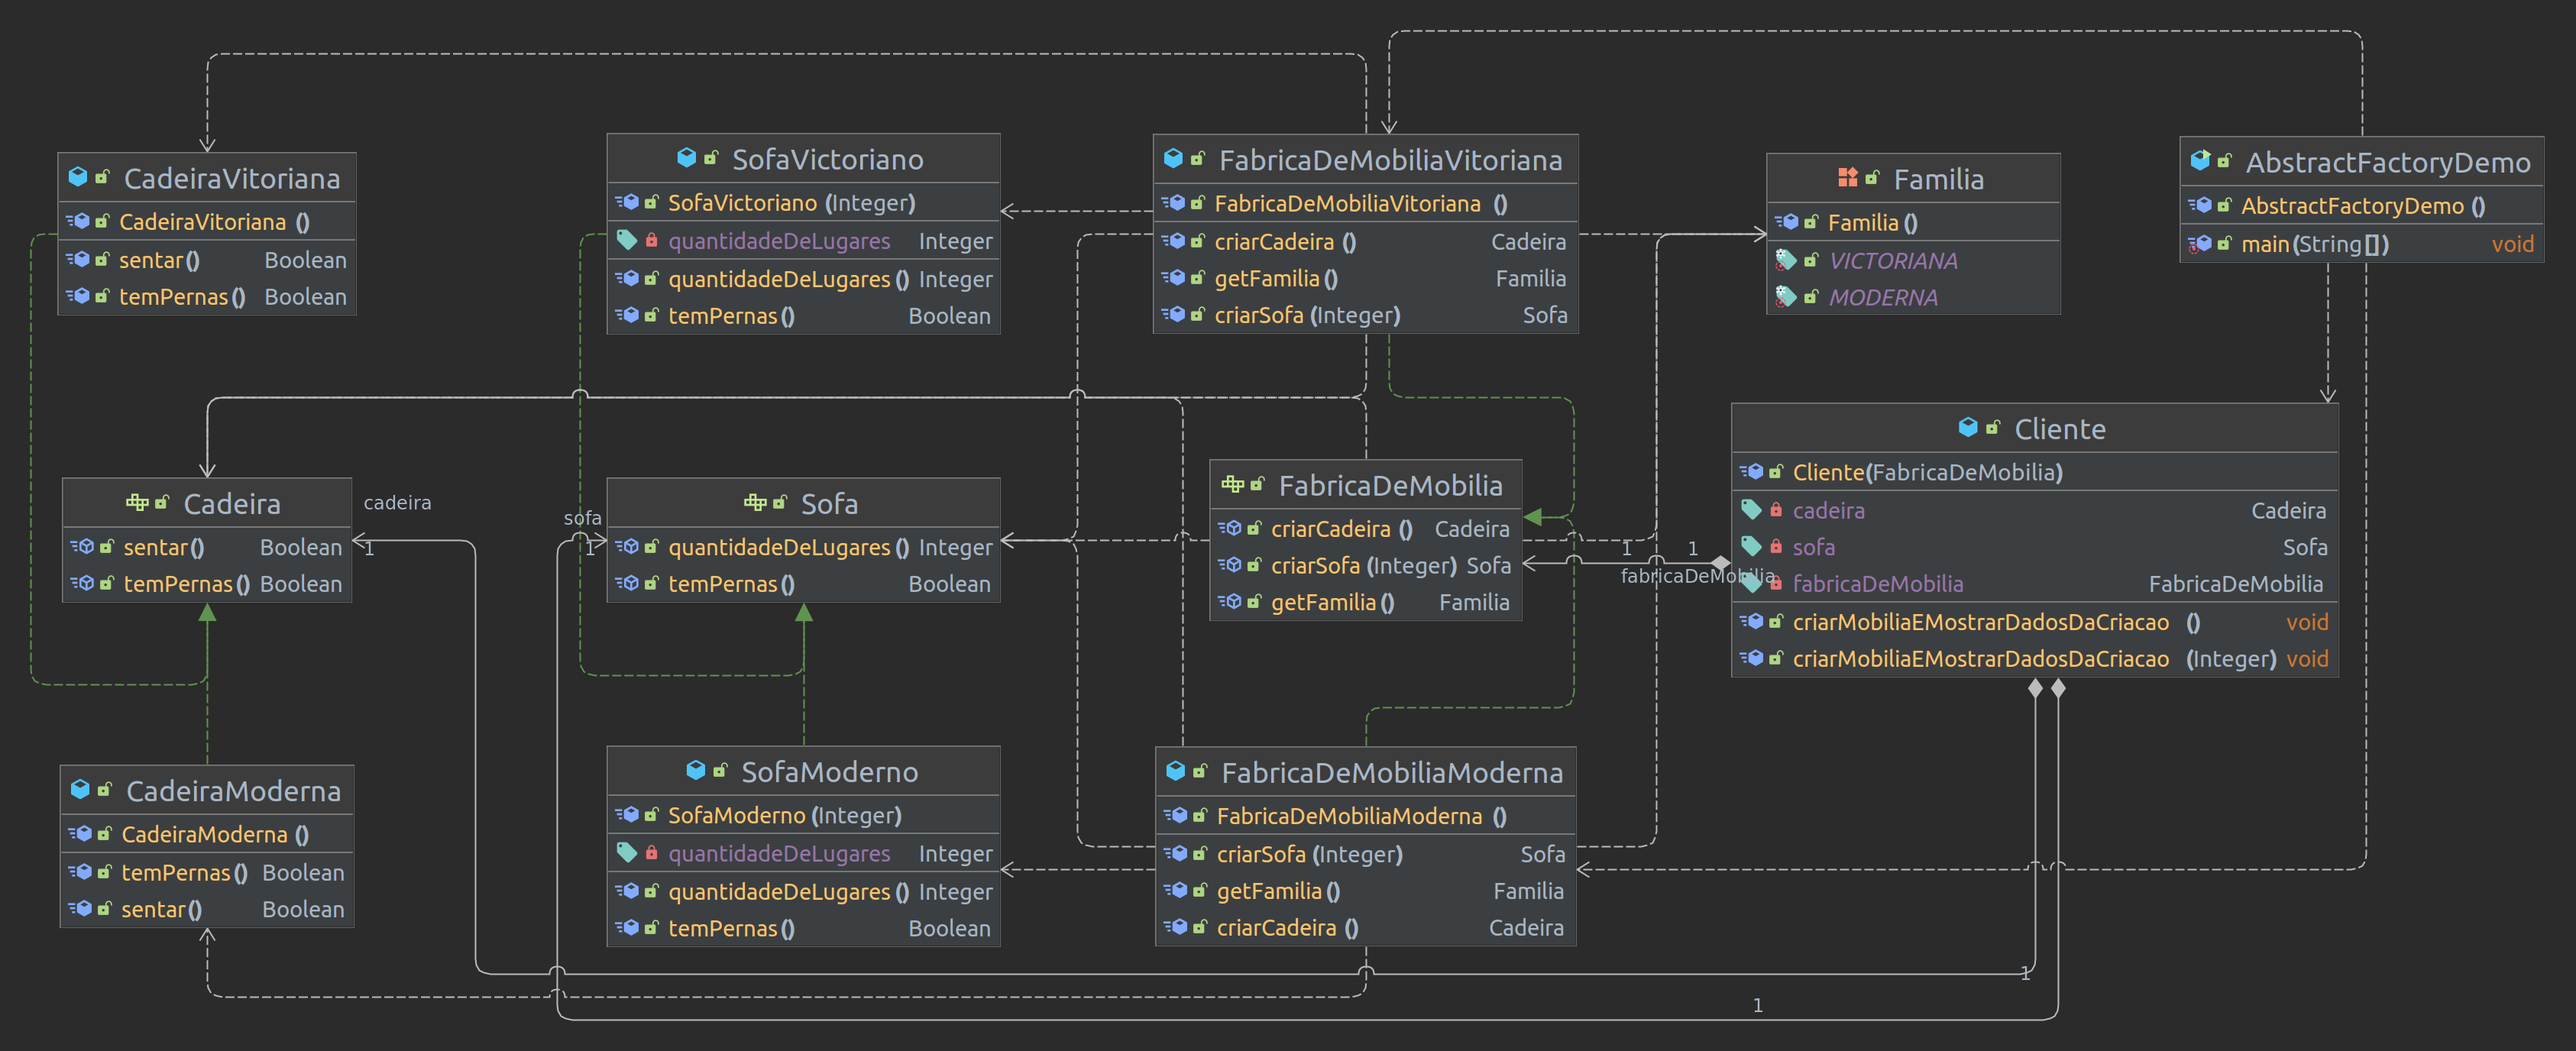 CadeiraVitoriana
CadeiraVitoriana ()
sentar() Boolean
temPernas() Boolean
SofaVictoriano
SofaVictoriano (Integer)
quantidadeDeLugares Integer
quantidadeDeLugares () Integer
temPernas() Boolean
FabricaDeMobiliaVitoriana
FabricaDeMobiliaVitoriana ()
criarCadeira () Cadeira
getFamilia() Familia
criarSofa (Integer) Sofa
Familia
Familia ()
VICTORIANA
MODERNA
AbstractFactoryDemo
AbstractFactoryDemo ()
main(String[]) void
Cadeira
sentar() Boolean
temPernas() Boolean
cadeira
1
sofa
1
Sofa
quantidadeDeLugares () Integer
temPernas() Boolean
FabricaDeMobilia
criarCadeira () Cadeira
criarSofa (Integer) Sofa
getFamilia() Familia
1 1
fabricaDeMobilia
Cliente
Cliente(FabricaDeMobilia)
cadeira Cadeira
sofa Sofa
fabricaDeMobilia FabricaDeMobilia
criarMobiliaEMostrarDadosDaCriacao () void
criarMobiliaEMostrarDadosDaCriacao (Integer) void
CadeiraModerna
CadeiraModerna ()
temPernas() Boolean
sentar() Boolean
SofaModerno
SofaModerno (Integer)
quantidadeDeLugares Integer
quantidadeDeLugares () Integer
temPernas() Boolean
FabricaDeMobiliaModerna
FabricaDeMobiliaModerna ()
criarSofa (Integer) Sofa
getFamilia() Familia
criarCadeira () Cadeira
1
1